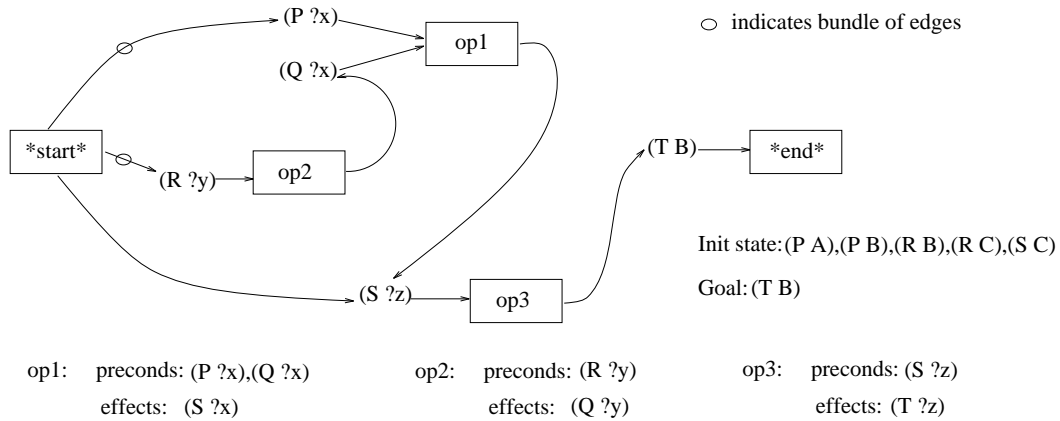 (P ?x)
op1
indicates bundle of edges
(Q ?x)
*start*
(R ?y)
op2
(T B)
*end*
Init state: (P A),(P B),(R B),(R C),(S C)
Goal: (T B)
(S ?z)
op3
op1: preconds: (P ?x),(Q ?x)
effects: (S ?x)
op2: preconds: (R ?y)
effects: (Q ?y)
op3: preconds: (S ?z)
effects: (T ?z)